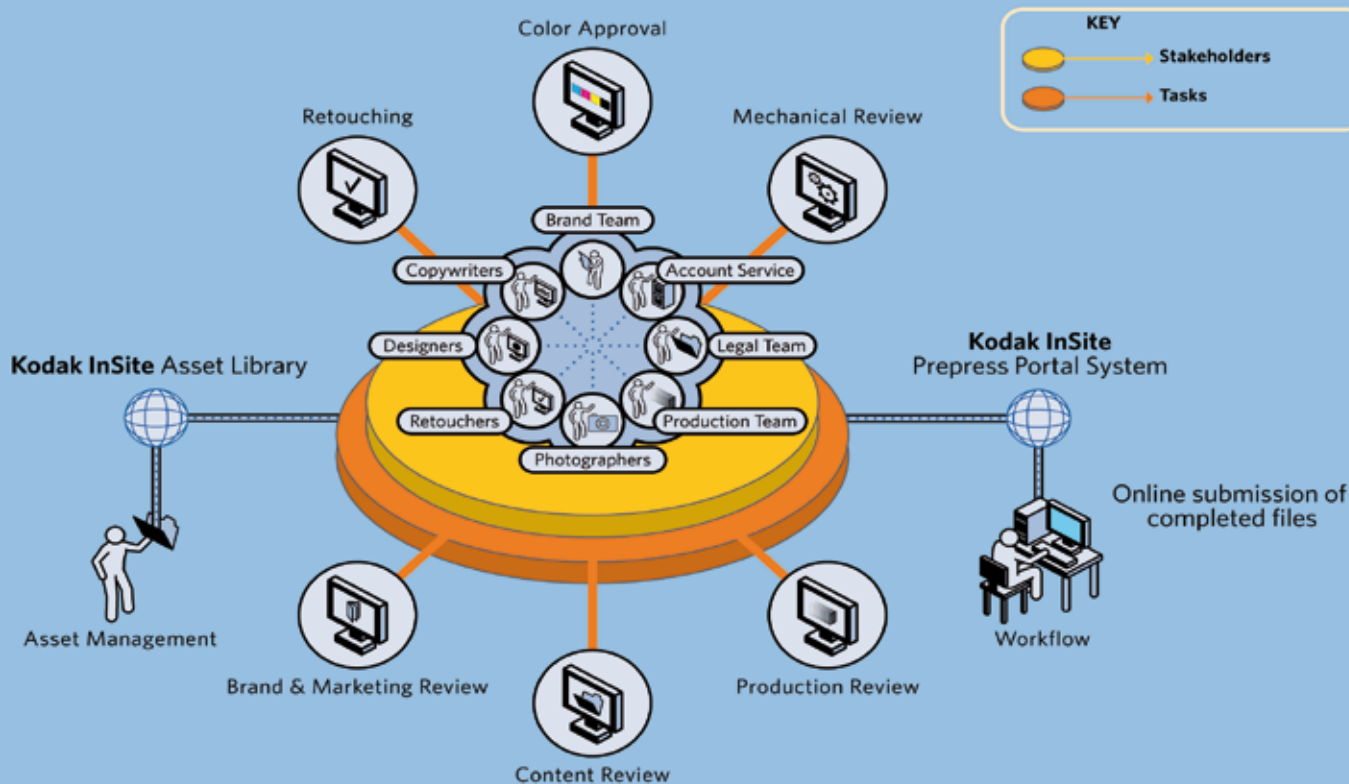 Color Approval
KEY
Stakeholders
Tasks
Retouching
Mechanical Review
Brand Team
Copywriters
Account Service
Designers
Legal Team
Retouchers
Production Team
Photographers
Kodak InSite Asset Library
Kodak InSite
Prepress Portal System
Online submission of
completed files
Asset Management
Workflow
Brand & Marketing Review
Production Review
Content Review